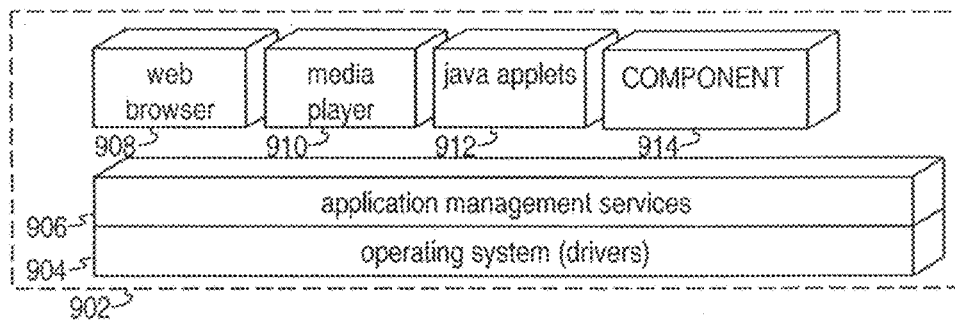 web
browser
media
player
java applets
COMPONENT
908
910
912
914
application management services
906
operating system (drivers)
904
902